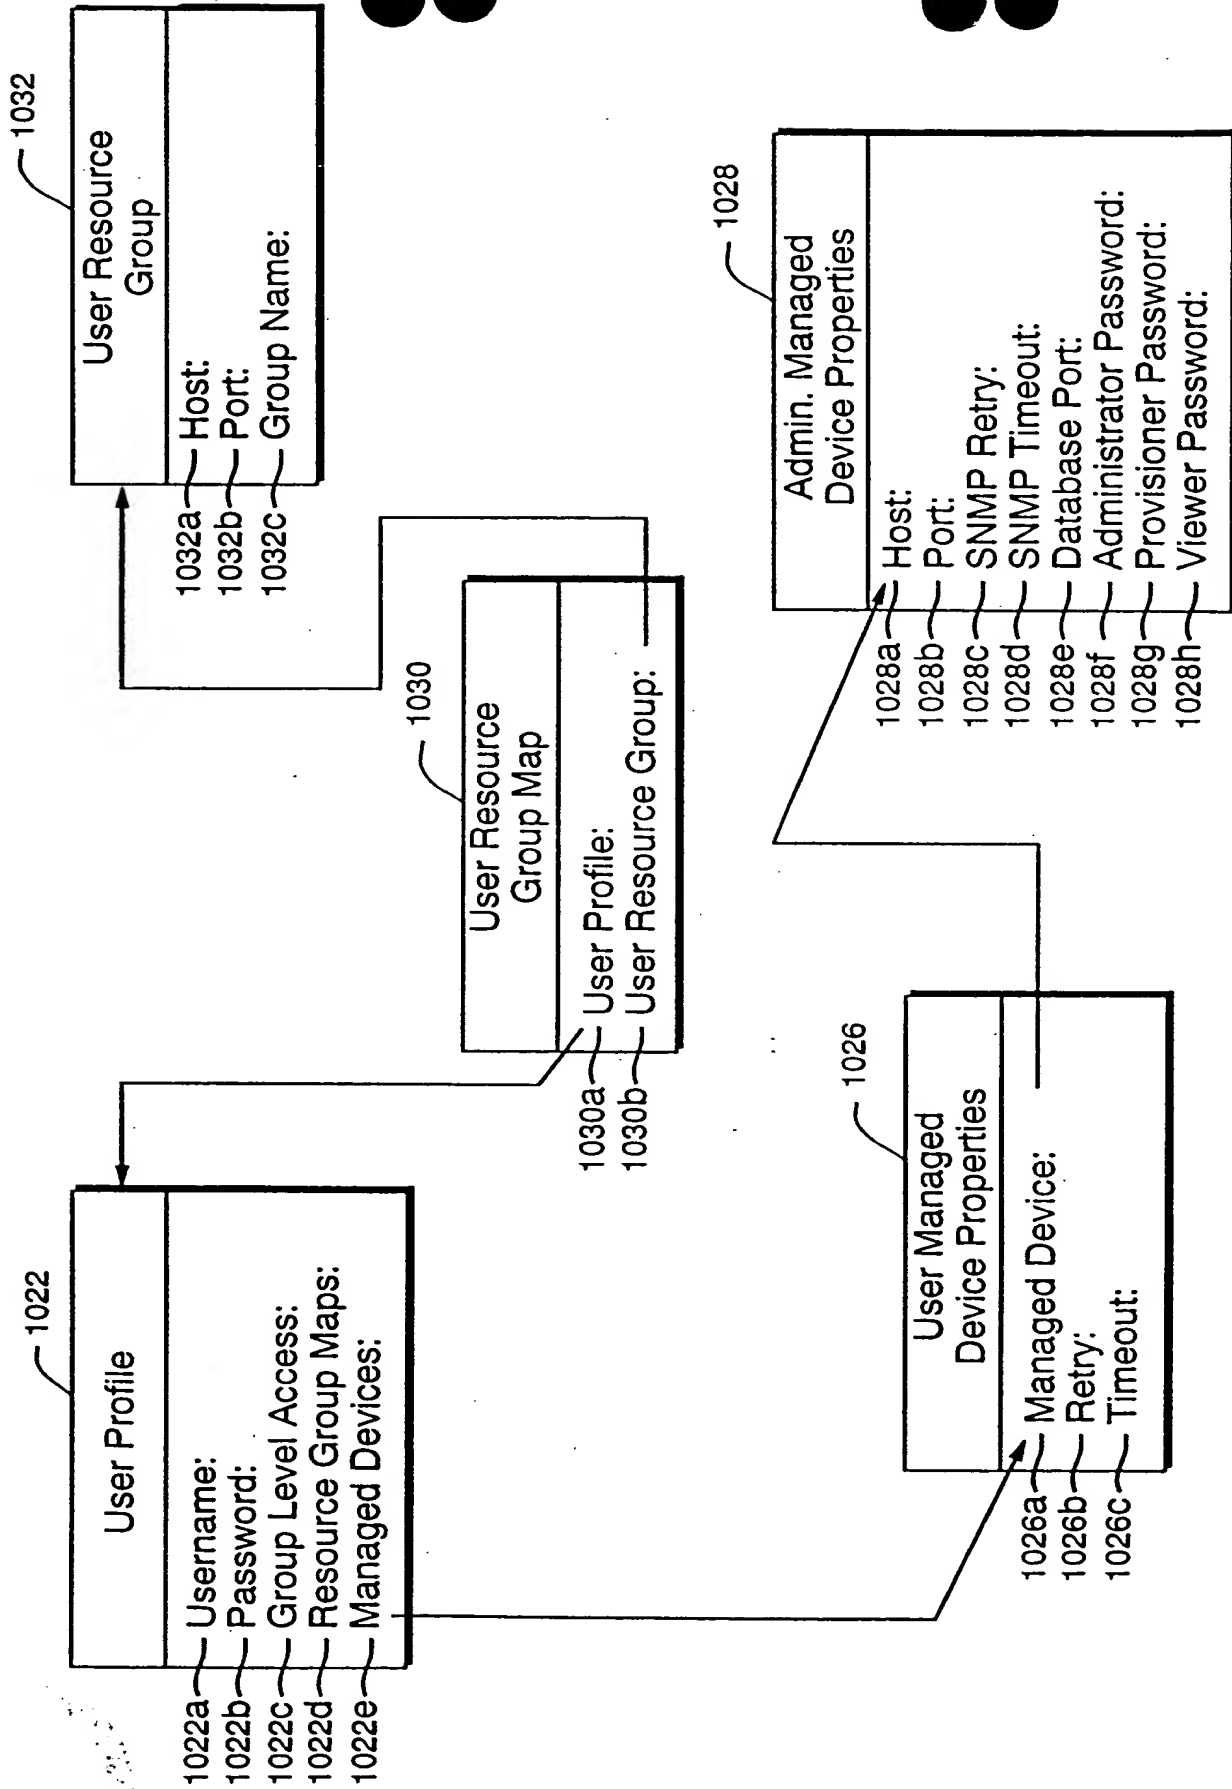 1022
User Profile
1022a Username:
1022b Password:
1022c Group Level Access:
1022d Resource Group Maps:
1022e Managed Devices:
1030
User Resource
Group Map
1030a User Profile:
1030b User Resource Group:
1032
User Resource
Group
1032a Host:
1032b Port:
1032c Group Name:
1026
User Managed
Device Properties
1026a Managed Device:
1026b Retry:
1026c Timeout:
1028
Admin. Managed
Device Properties
1028a Host:
1028b Port:
1028c SNMP Retry:
1028d SNMP Timeout:
1028e Database Port:
1028f Administrator Password:
1028g Provisioner Password:
1028h Viewer Password: